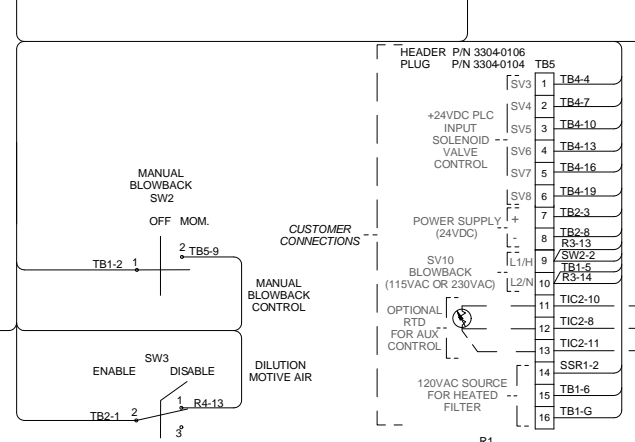 HEADER P/N 3304-0106
PLUG P/N 3304-0104 TB5
SV3 1 TB4-4
SV4 2 TB4-7
+24VDC PLC
INPUT
SOLENOID
VALVE
CONTROL
SV5 3 TB4-10
SV6 4 TB4-13
SV7 5 TB4-16
SV8 6 TB4-19
MANUAL
BLOWBACK
SW2
OFF MOM.
2 TB5-9
TB1-2 1
CUSTOMER
CONNECTIONS
POWER SUPPLY
(24VDC)
+ 7 TB2-3
- 8 TB2-8
R3-13
SV10
BLOWBACK
(115VAC OR 230VAC)
L1/H 9 SW2-2
TB1-5
L2/N 10 R3-14
MANUAL
BLOWBACK
CONTROL
OPTIONAL
RTD
FOR AUX
CONTROL
11 TIC2-10
12 TIC2-8
13 TIC2-11
SW3
ENABLE DISABLE
DILUTION
MOTIVE AIR
1 R4-13
TB2-1 2
3
120VAC SOURCE
FOR HEATED
FILTER
14 SSR1-2
15 TB1-6
16 TB1-G
R1